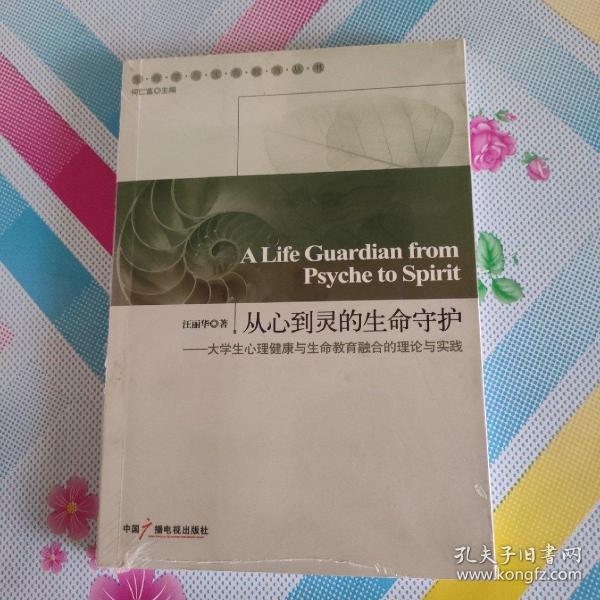 何仁富◎主编
A Life Guardian from
Psyche to Spirit
汪丽华◎著
从心到灵的生命守护
——大学生心理健康与生命教育融合的理论与实践
中国广播电视出版社
孔夫子旧书网
www.kongfz.com